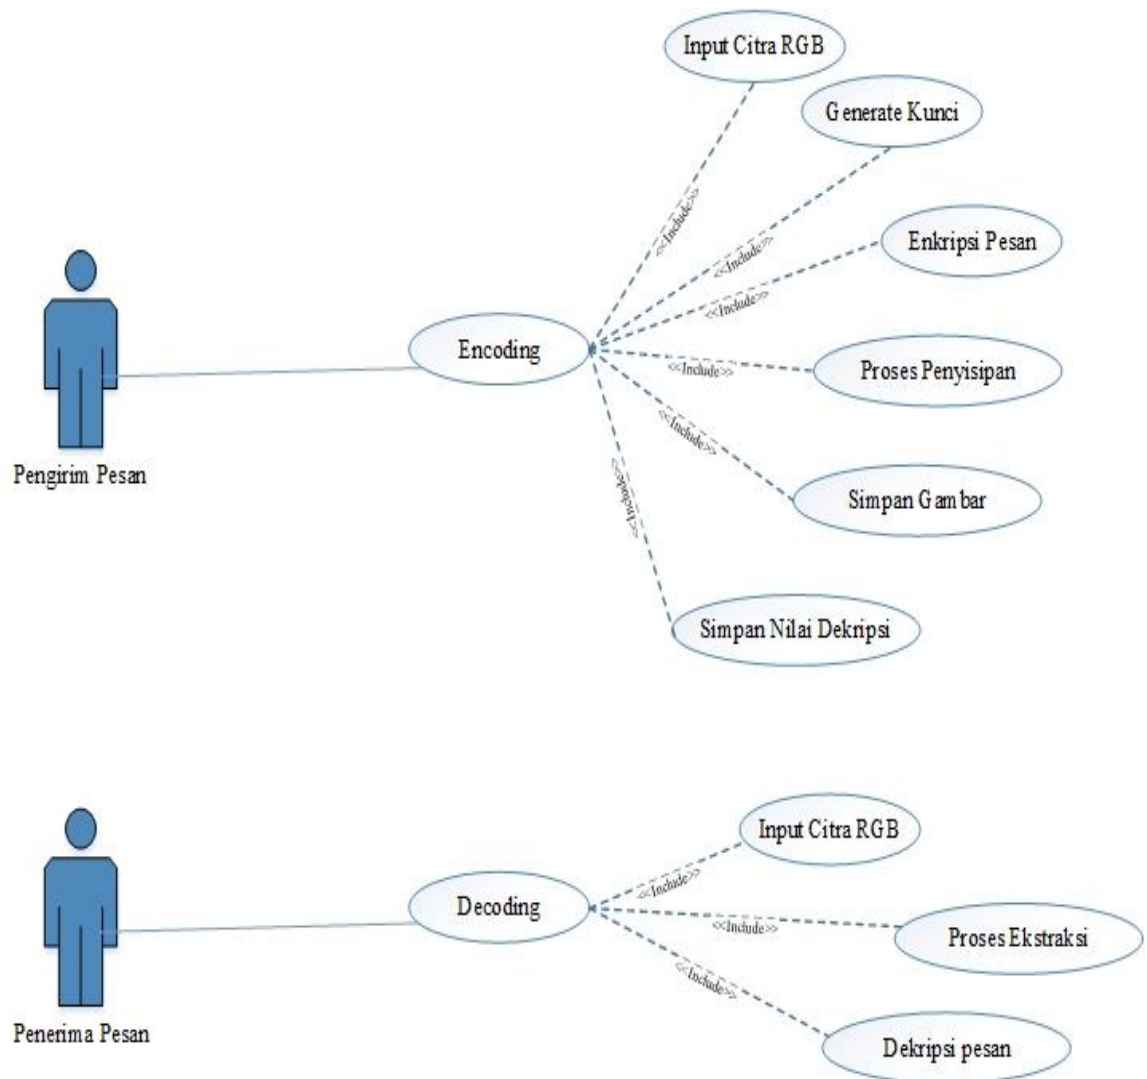 Input Citra RGB
Generate Kunci
<<Include>>
<<Include>>
Enkripsi Pesan
<<Include>>
Encoding
<<Include>>
Proses Penyisipan
<<Include>>
Pengirim Pesan
<<Include>>
Simpan Gambar
Simpan Nilai Dekripsi
Input Citra RGB
<<Include>>
Decoding
<<Include>>
Proses Ekstraksi
<<Include>>
Penerima Pesan
Dekripsi pesan